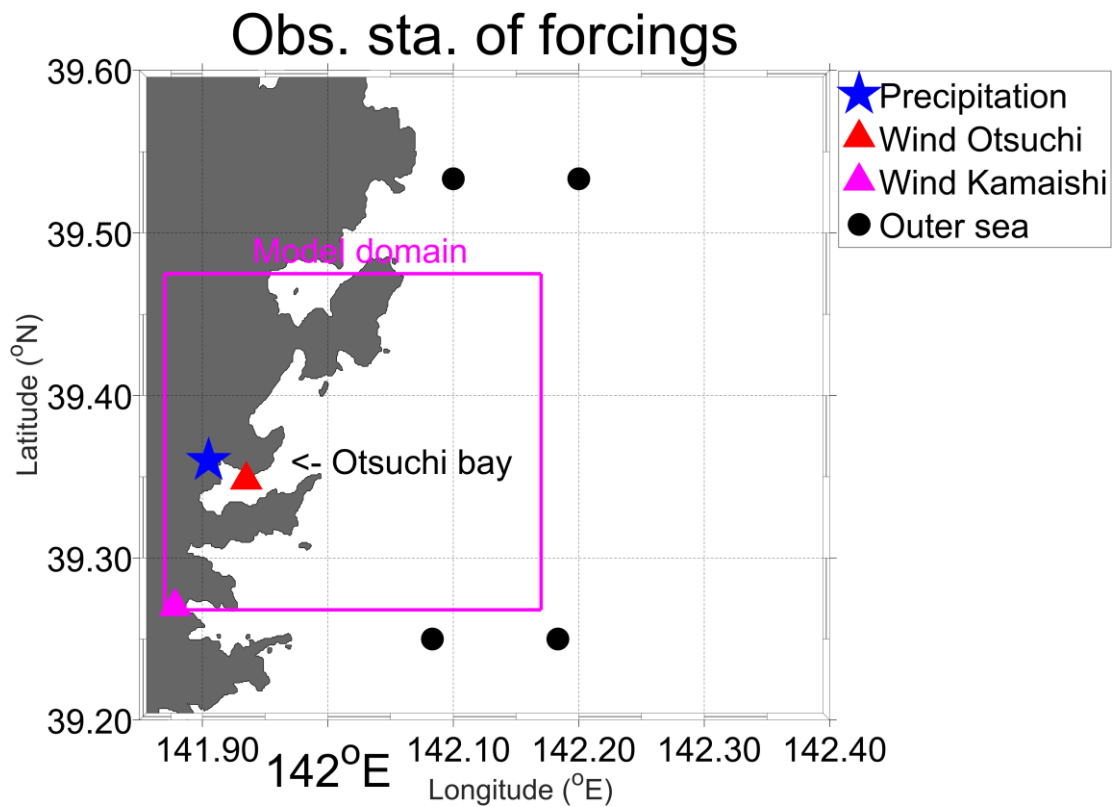 Obs. sta. of forcings
39.60
39.50
39.40
39.30
39.20
Latitude (°N)
Model domain
<- Otsuchi bay
141.90
142°E
142.10
142.20
142.30
142.40
Longitude (°E)
Precipitation
Wind Otsuchi
Wind Kamaishi
Outer sea